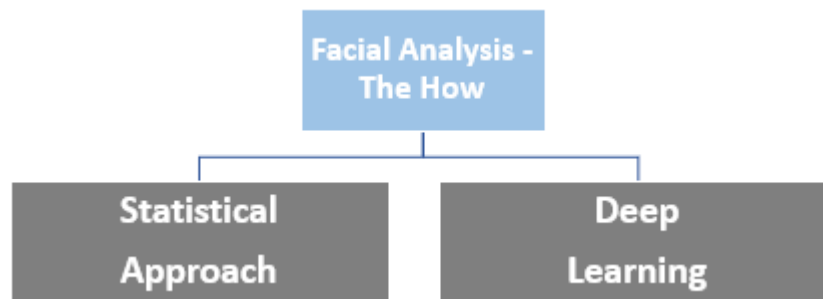 Facial Analysis -
The How
Statistical
Approach
Deep
Learning